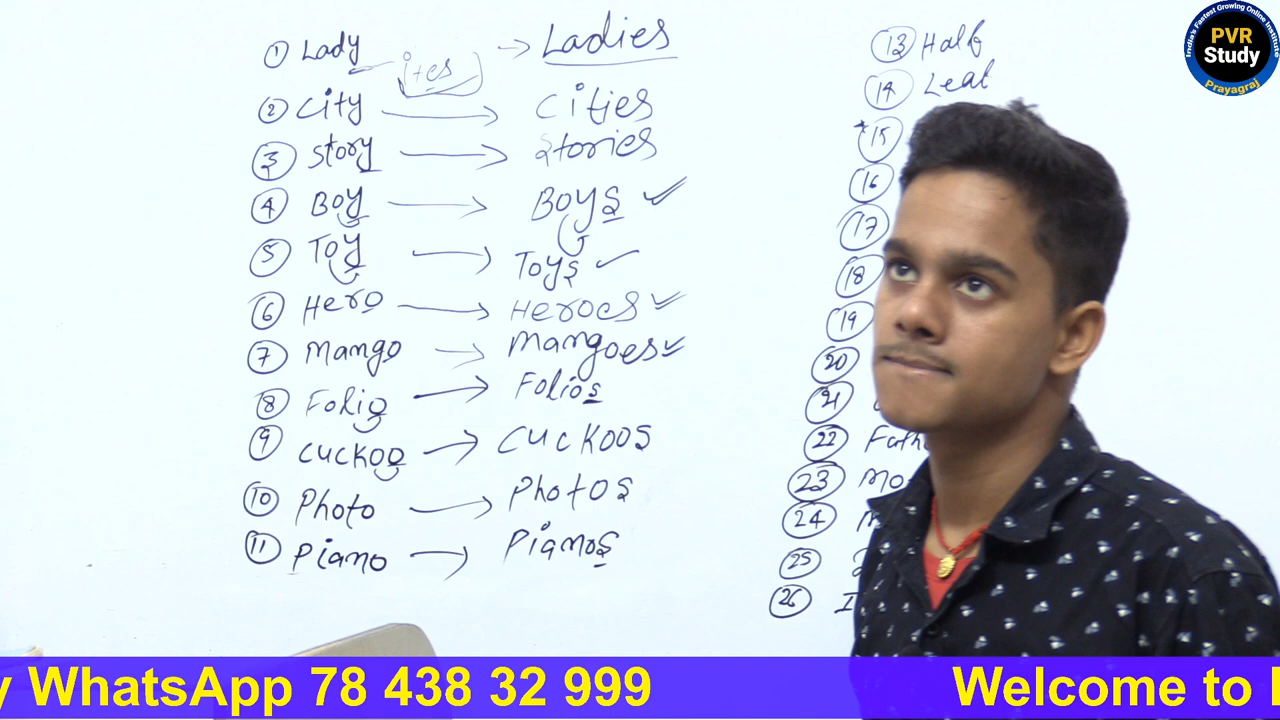 ① Lady → Ladies
ies
② City → Cities
③ Story → Stories
④ Boy → Boys ✓
⑤ Toy → Toys ✓
⑥ Hero → Heroes ✓
⑦ Mango → Mangoes ✓
⑧ Folio → Folios
⑨ Cuckoo → Cuckoos
⑩ Photo → Photos
⑪ Piano → Pianos
⑬ Half
⑭ Leaf
*⑮
⑯
⑰
⑱
⑲
⑳
㉑
㉒ Fath
㉓ Mo
㉔
㉕
㉖ I
India's Fastest Growing Online Institute
PVR
Study
Prayagraj
y WhatsApp 78 438 32 999 Welcome to